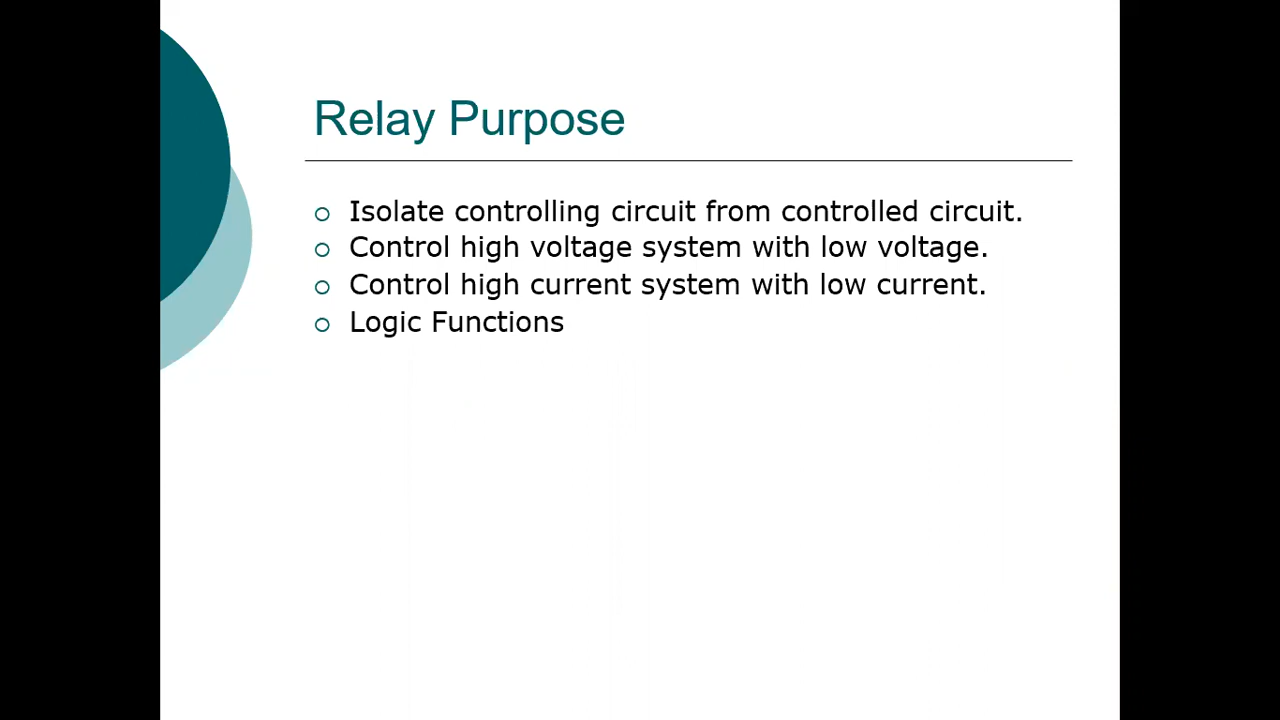 Relay Purpose
Isolate controlling circuit from controlled circuit.
Control high voltage system with low voltage.
Control high current system with low current.
Logic Functions